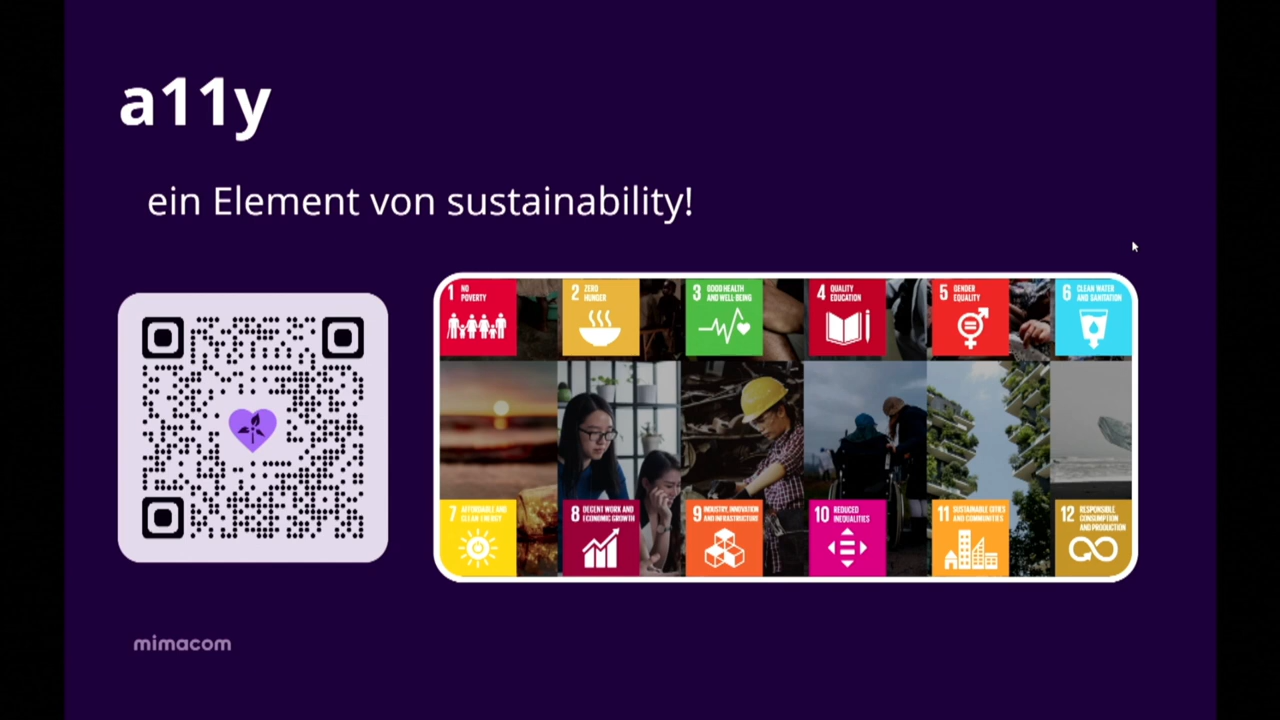 a11y
ein Element von sustainability!
1 NO
POVERTY
2 ZERO
HUNGER
3 GOOD HEALTH
AND WELL-BEING
4 QUALITY
EDUCATION
5 GENDER
EQUALITY
6 CLEAN WATER
AND SANITATION
7 AFFORDABLE AND
CLEAN ENERGY
8 DECENT WORK AND
ECONOMIC GROWTH
9 INDUSTRY, INNOVATION
AND INFRASTRUCTURE
10 REDUCED
INEQUALITIES
11 SUSTAINABLE CITIES
AND COMMUNITIES
12 RESPONSIBLE
CONSUMPTION
AND PRODUCTION
mimacom